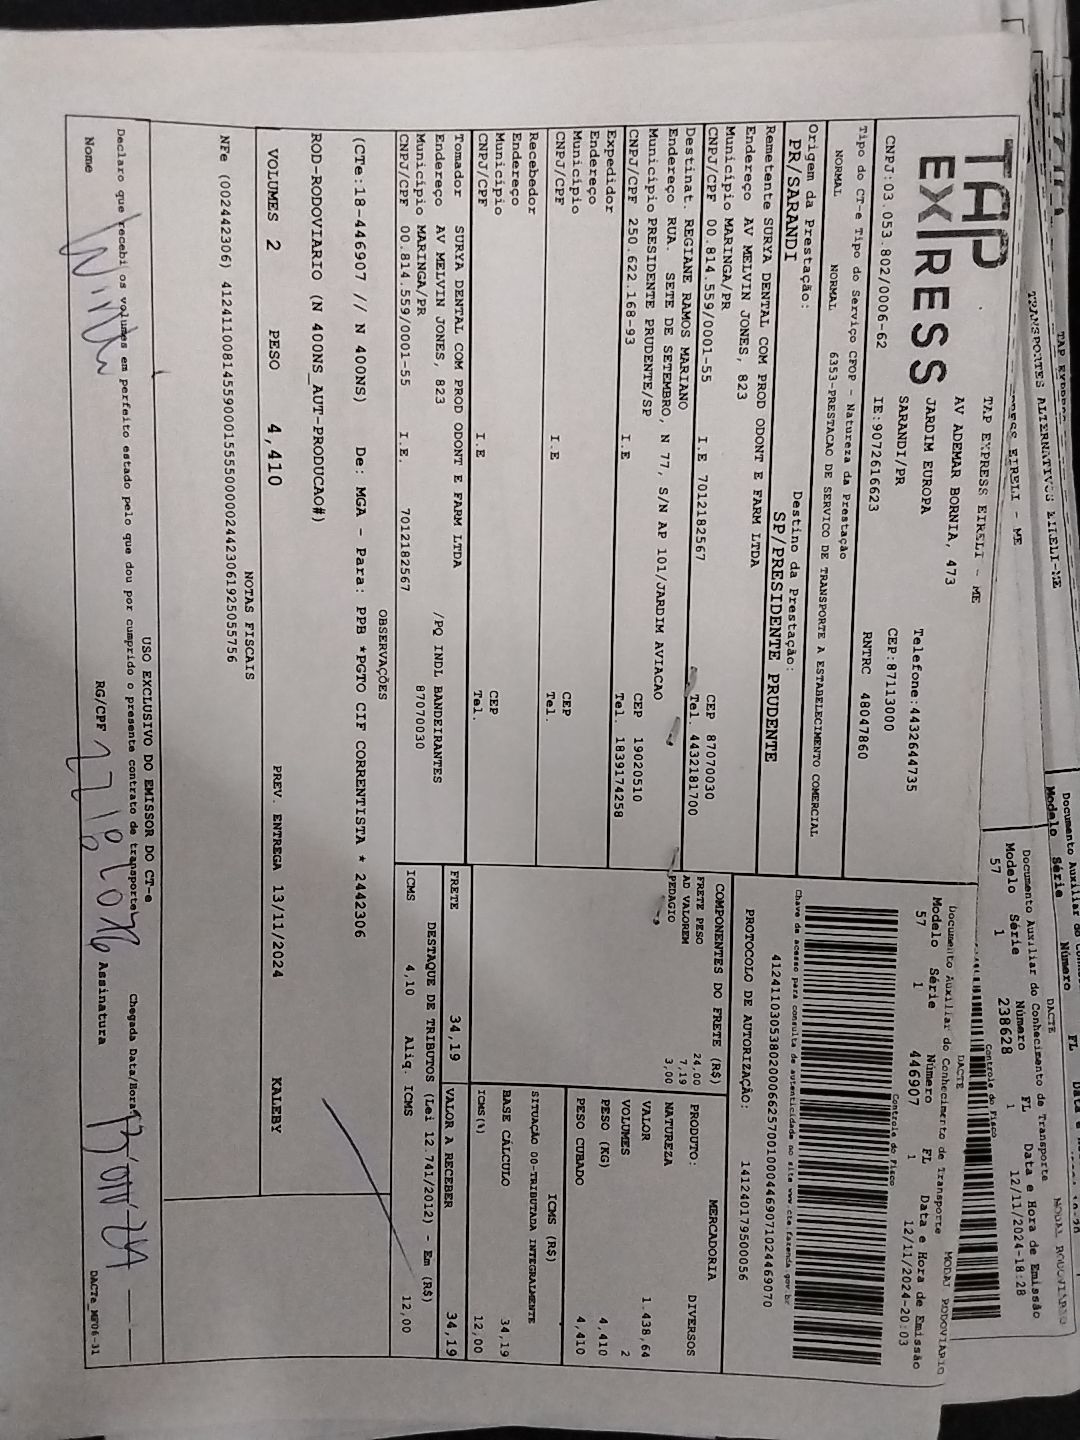 TAP EXPRESS
TAP EXPRESS EIRELI - ME
AV ADEMAR BORNIA, 473
JARDIM EUROPA
SARANDI/PR
Telefone:4432644735
CEP:87113000
CNPJ:03.053.802/0006-62 IE:9072616623 RNTRC 48047860
Tipo do CT-e Tipo do Serviço CFOP - Natureza da Prestação
NORMAL NORMAL 6353-PRESTACAO DE SERVICO DE TRANSPORTE A ESTABELECIMENTO COMERCIAL
Origem da Prestação: Destino da Prestação:
PR/SARANDI SP/PRESIDENTE PRUDENTE
DACTE MODAL RODOVIARIO
Documento Auxiliar do Conhecimento de Transporte
Modelo Série Número FL Data e Hora de Emissão
57 1 446907 1 12/11/2024-20:03
Controle do Fisco
Chave de acesso para consulta de autenticidade no site www.cte.fazenda.gov.br
PROTOCOLO DE AUTORIZAÇÃO: 141240179500056
Remetente SURYA DENTAL COM PROD ODONT E FARM LTDA
Endereço AV MELVIN JONES, 823
Município MARINGA/PR CEP 87070030
CNPJ/CPF 00.814.559/0001-55 I.E 7012182567 Tel. 4432181700
Destinat. REGIANE RAMOS MARIANO
Endereço RUA. SETE DE SETEMBRO, N 77, S/N AP 101/JARDIM AVIACAO
Município PRESIDENTE PRUDENTE/SP CEP 19020510
CNPJ/CPF 250.622.168-93 I.E Tel. 1839174258
Expedidor
Endereço
Município CEP
CNPJ/CPF I.E Tel.
Recebedor
Endereço
Município CEP
CNPJ/CPF I.E Tel.
Tomador SURYA DENTAL COM PROD ODONT E FARM LTDA
Endereço AV MELVIN JONES, 823 /PQ INDL BANDEIRANTES
Município MARINGA/PR 87070030
CNPJ/CPF 00.814.559/0001-55 I.E. 7012182567
COMPONENTES DO FRETE (R$)
FRETE PESO 24,00
AD VALOREM 7,19
PEDAGIO 3,00
FRETE 34,19
MERCADORIA
PRODUTO: DIVERSOS
NATUREZA
VALOR 1.438,64
VOLUMES 2
PESO (KG) 4,410
PESO CUBADO 4,410
ICMS (R$)
SITUAÇÃO 00-TRIBUTADA INTEGRALMENTE
BASE CÁLCULO 34,19
ICMS(%) 12,00
VALOR A RECEBER 34,19
DESTAQUE DE TRIBUTOS (Lei 12.741/2012) - Em (R$)
ICMS 4,10 Aliq. ICMS 12,00
OBSERVAÇÕES
(CTe:18-446907 // N 400NS) De: MGA - Para: PPB *PGTO CIF CORRENTISTA * 2442306
ROD-RODOVIARIO (N 400NS_AUT-PRODUCAO#)
VOLUMES 2 PESO 4,410 PREV. ENTREGA 13/11/2024 KALEBY
NOTAS FISCAIS
USO EXCLUSIVO DO EMISSOR DO CT-e
Declaro que recebi os volumes em perfeito estado pelo que dou por cumprido o presente contrato de transporte Chegada Data/Hora
Nome RG/CPF Assinatura
DACTe_MF06-31
Documento Auxiliar do Conhecimento de Transporte
Modelo Série Número FL Data e Hora de Emissão
57 1 238628 1 12/11/2024-18:28
Controle do Fisco